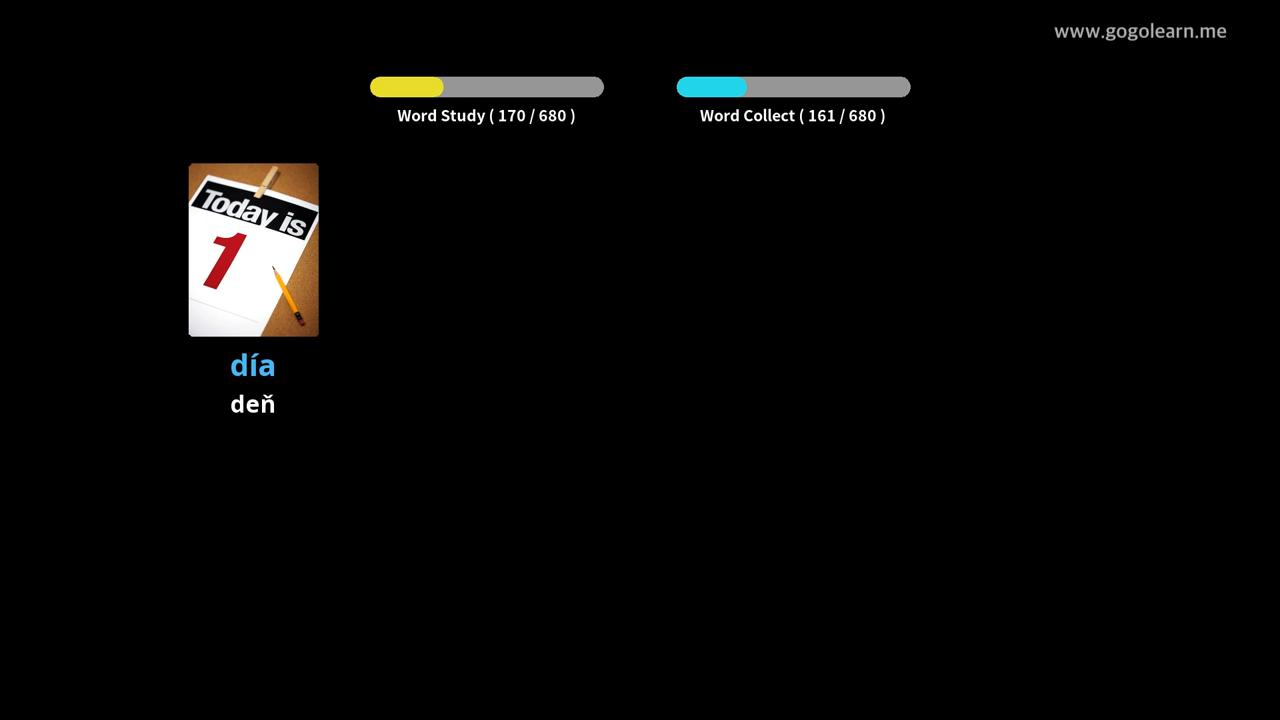 www.gogolearn.me
Word Study ( 170 / 680 )
Word Collect ( 161 / 680 )
Today is
1
día
deň